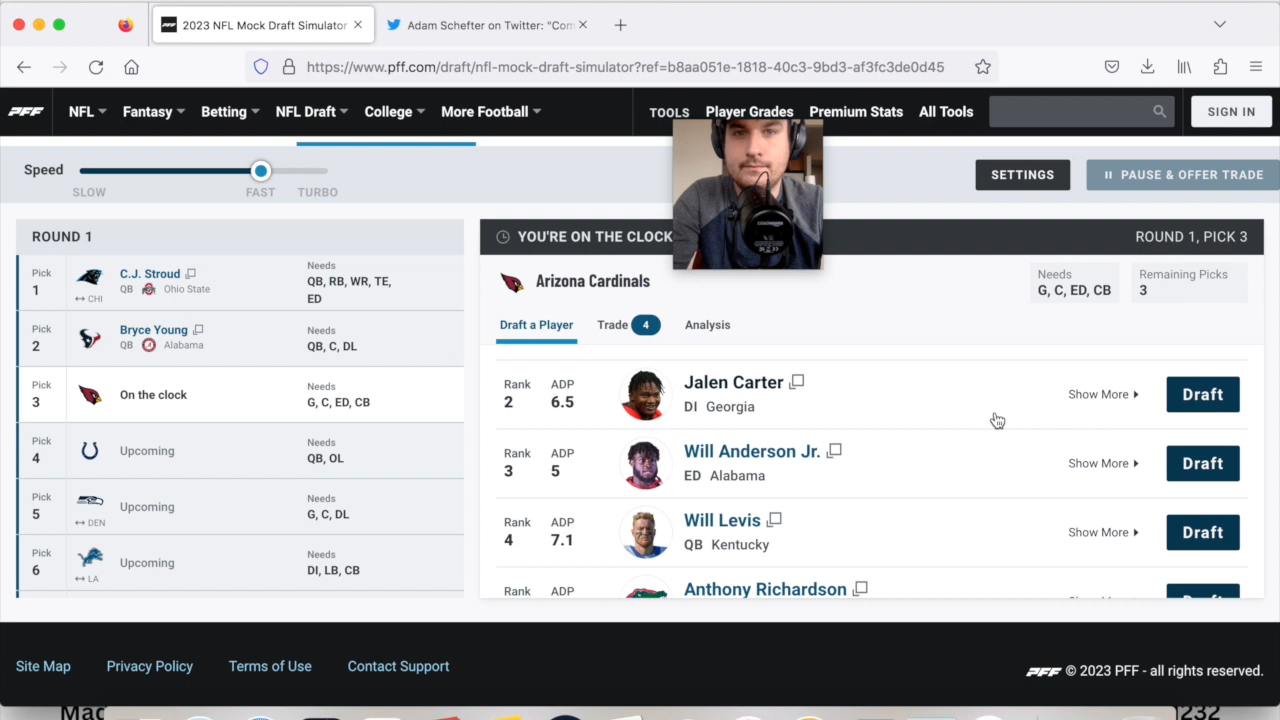 2023 NFL Mock Draft Simulator
Adam Schefter on Twitter: "Com
https://www.pff.com/draft/nfl-mock-draft-simulator?ref=b8aa051e-1818-40c3-9bd3-af3fc3de0d45
PFF NFL Fantasy Betting NFL Draft College More Football TOOLS Player Grades Premium Stats All Tools SIGN IN
Speed
SLOW FAST TURBO
SETTINGS PAUSE & OFFER TRADE
ROUND 1
Pick 1
CHI
C.J. Stroud
QB Ohio State
Needs
QB, RB, WR, TE,
ED
Pick 2
Bryce Young
QB Alabama
Needs
QB, C, DL
Pick 3
On the clock
Needs
G, C, ED, CB
Pick 4
Upcoming
Needs
QB, OL
Pick 5
DEN
Upcoming
Needs
G, C, DL
Pick 6
LA
Upcoming
Needs
DI, LB, CB
YOU'RE ON THE CLOCK ROUND 1, PICK 3
Arizona Cardinals
Needs
G, C, ED, CB
Remaining Picks
3
Draft a Player Trade 4 Analysis
Rank 2
ADP 6.5
Jalen Carter
DI Georgia
Show More Draft
Rank 3
ADP 5
Will Anderson Jr.
ED Alabama
Show More Draft
Rank 4
ADP 7.1
Will Levis
QB Kentucky
Show More Draft
Rank ADP
Anthony Richardson
Site Map Privacy Policy Terms of Use Contact Support
PFF © 2023 PFF - all rights reserved.